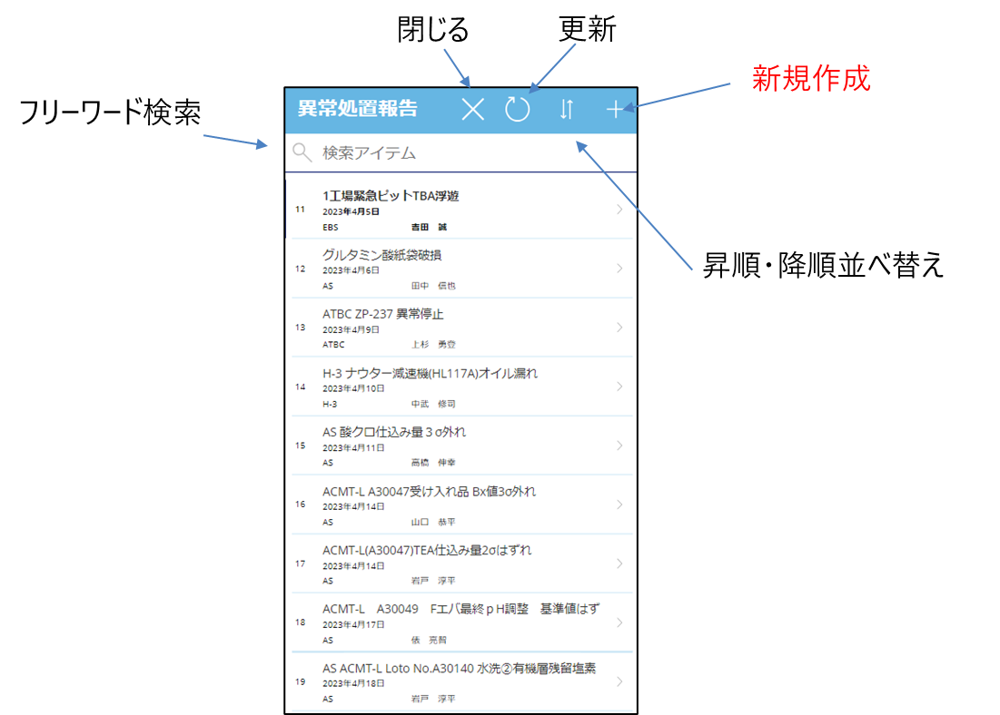 閉じる
更新
新規作成
フリーワード検索
異常処置報告
検索アイテム
昇順・降順並べ替え
11
1工場緊急ピットTBA浮遊
2023年4月5日
EBS 吉田 誠
12
グルタミン酸紙袋破損
2023年4月6日
AS 田中 信也
13
ATBC ZP-237 異常停止
2023年4月9日
ATBC 上杉 勇登
14
H-3 ナウター減速機(HL117A)オイル漏れ
2023年4月10日
H-3 中武 修司
15
AS 酸クロ仕込み量３σ外れ
2023年4月11日
AS 高橋 伸幸
16
ACMT-L A30047受け入れ品 Bx値3σ外れ
2023年4月14日
AS 山口 恭平
17
ACMT-L(A30047)TEA仕込み量2σはずれ
2023年4月14日
AS 岩戸 淳平
18
ACMT-L　A30049　Fエバ最終ｐH調整　基準値はず
2023年4月17日
AS 俵 亮智
19
AS ACMT-L Loto No.A30140 水洗②有機層残留塩素
2023年4月18日
AS 岩戸 淳平